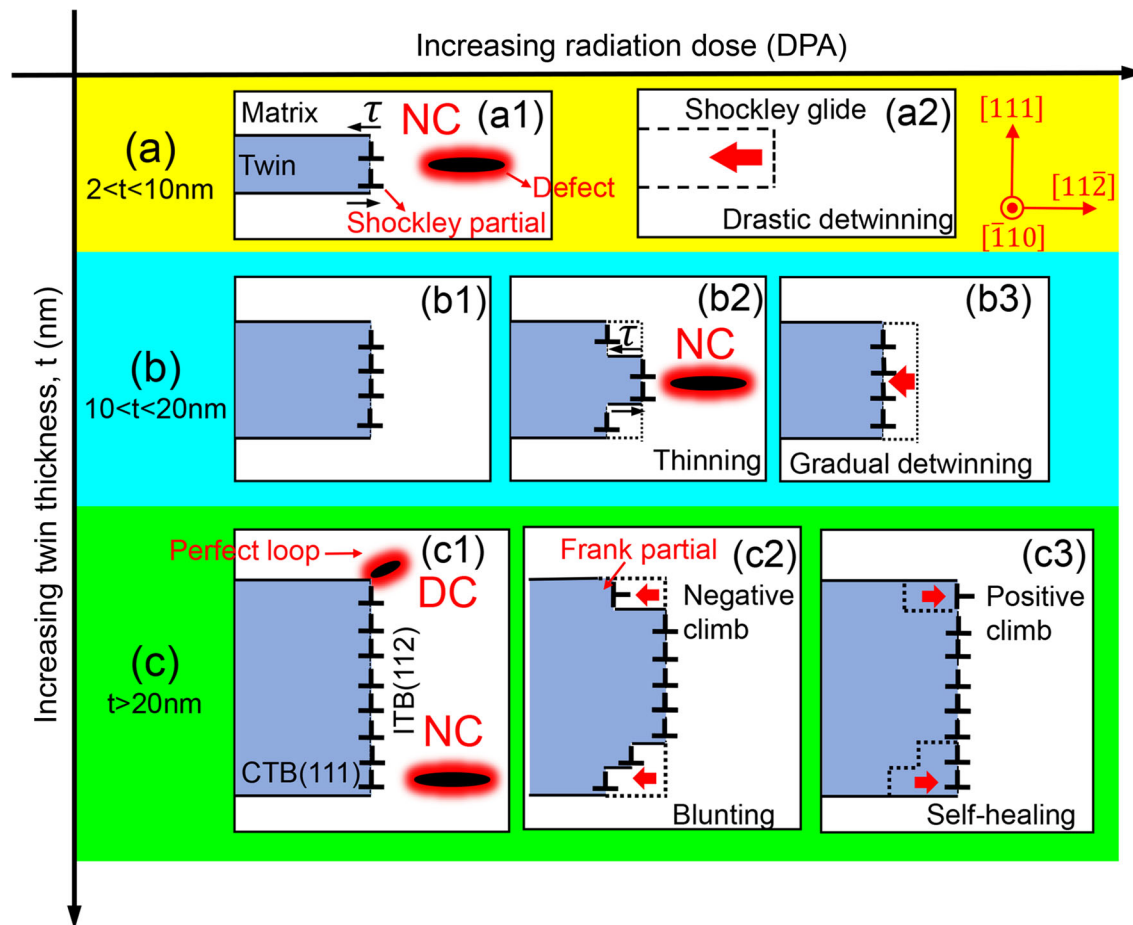 Increasing radiation dose (DPA)
Increasing twin thickness, t (nm)
(a)
2<t<10nm
Matrix
τ
NC
(a1)
Twin
Defect
Shockley partial
Shockley glide
(a2)
Drastic detwinning
[111]
[112̄]
[1̄10]
(b)
10<t<20nm
(b1)
(b2)
τ
NC
Thinning
(b3)
Gradual detwinning
(c)
t>20nm
(c1)
Perfect loop
DC
ITB(112)
NC
CTB(111)
Frank partial
(c2)
Negative
climb
Blunting
(c3)
Positive
climb
Self-healing